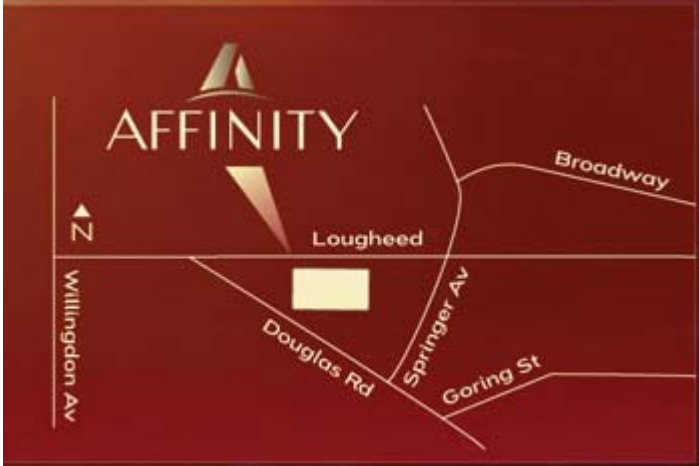 AFFINITY
Broadway
N
Lougheed
Willingdon Av
Springer Av
Douglas Rd
Goring St